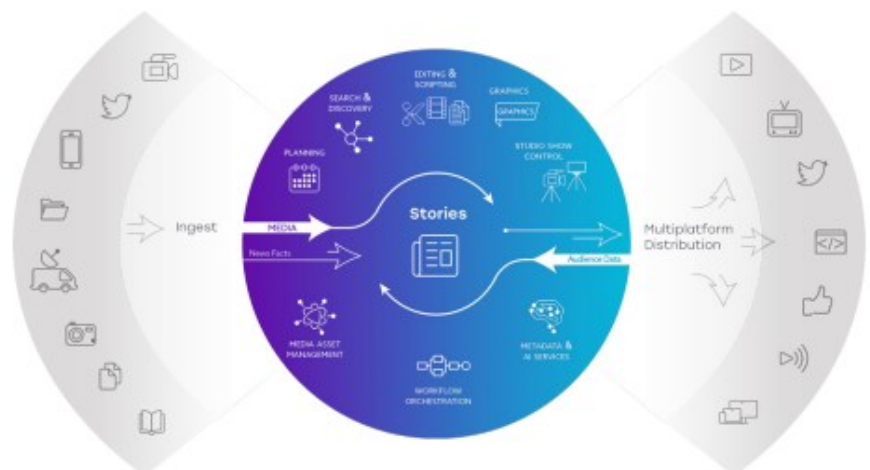 EDITING &
SCRIPTING
GRAPHICS
GRAPHICS
SEARCH &
DISCOVERY
PLANNING
STUDIO SHOW
CONTROL
Stories
Ingest
MEDIA
News Facts
Multiplatform
Distribution
Audience Data
MEDIA ASSET
MANAGEMENT
METADATA &
AI SERVICES
WORKFLOW
ORCHESTRATION